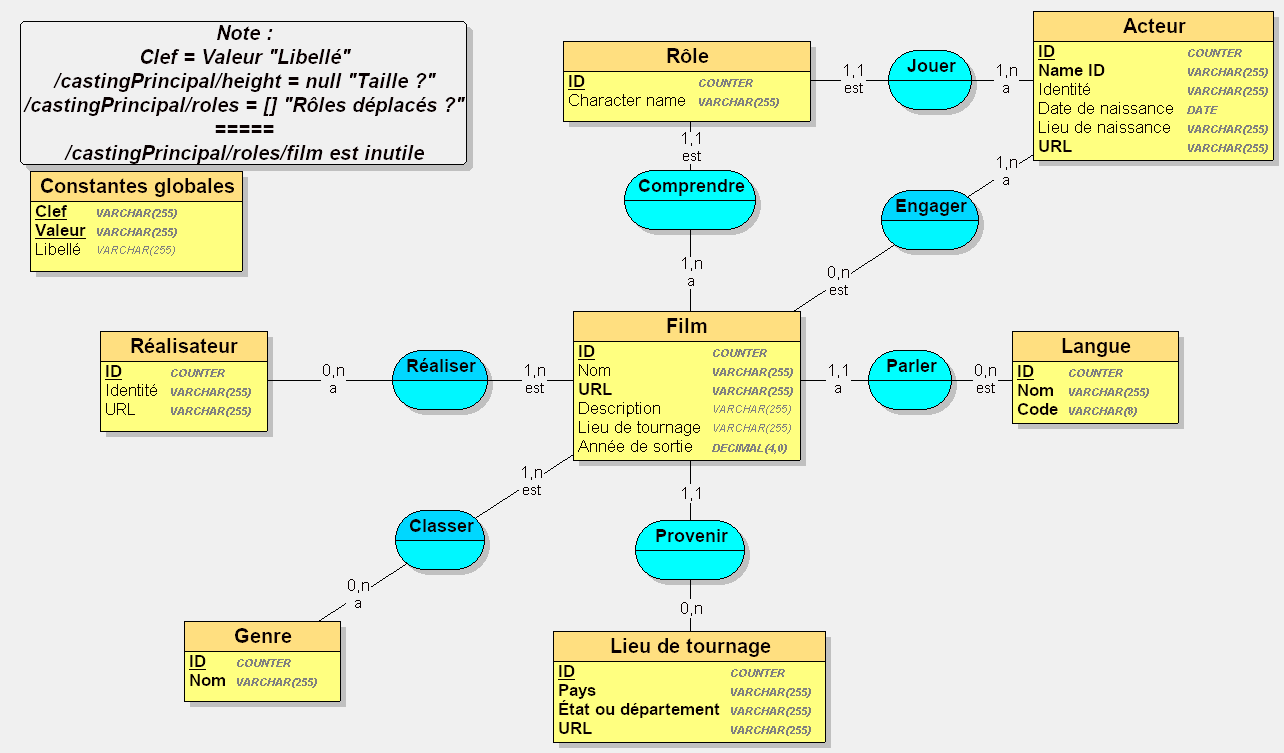 Note :
Clef = Valeur "Libellé"
/castingPrincipal/height = null "Taille ?"
/castingPrincipal/roles = [] "Rôles déplacés ?"
=====
/castingPrincipal/roles/film est inutile
Constantes globales
Clef VARCHAR(255)
Valeur VARCHAR(255)
Libellé VARCHAR(255)
Rôle
ID COUNTER
Character name VARCHAR(255)
1,1
est
Jouer
1,n
a
Acteur
ID COUNTER
Name ID VARCHAR(255)
Identité VARCHAR(255)
Date de naissance DATE
Lieu de naissance VARCHAR(255)
URL VARCHAR(255)
1,1
est
Comprendre
1,n
a
1,n
a
Engager
0,n
est
Réalisateur
ID COUNTER
Identité VARCHAR(255)
URL VARCHAR(255)
0,n
a
Réaliser
1,n
est
Film
ID COUNTER
Nom VARCHAR(255)
URL VARCHAR(255)
Description VARCHAR(255)
Lieu de tournage VARCHAR(255)
Année de sortie DECIMAL(4,0)
1,1
a
Parler
0,n
est
Langue
ID COUNTER
Nom VARCHAR(255)
Code VARCHAR(8)
1,n
est
Classer
0,n
a
Genre
ID COUNTER
Nom VARCHAR(255)
1,1
Provenir
0,n
Lieu de tournage
ID COUNTER
Pays VARCHAR(255)
État ou département VARCHAR(255)
URL VARCHAR(255)